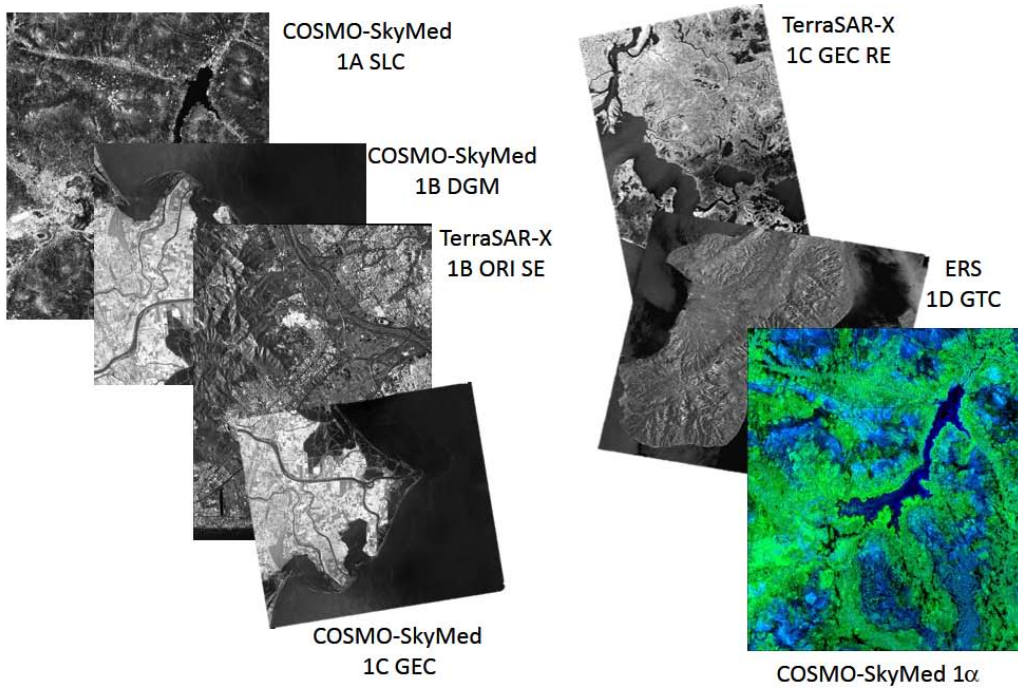 COSMO-SkyMed
1A SLC
COSMO-SkyMed
1B DGM
TerraSAR-X
1B ORI SE
COSMO-SkyMed
1C GEC
TerraSAR-X
1C GEC RE
ERS
1D GTC
COSMO-SkyMed 1α